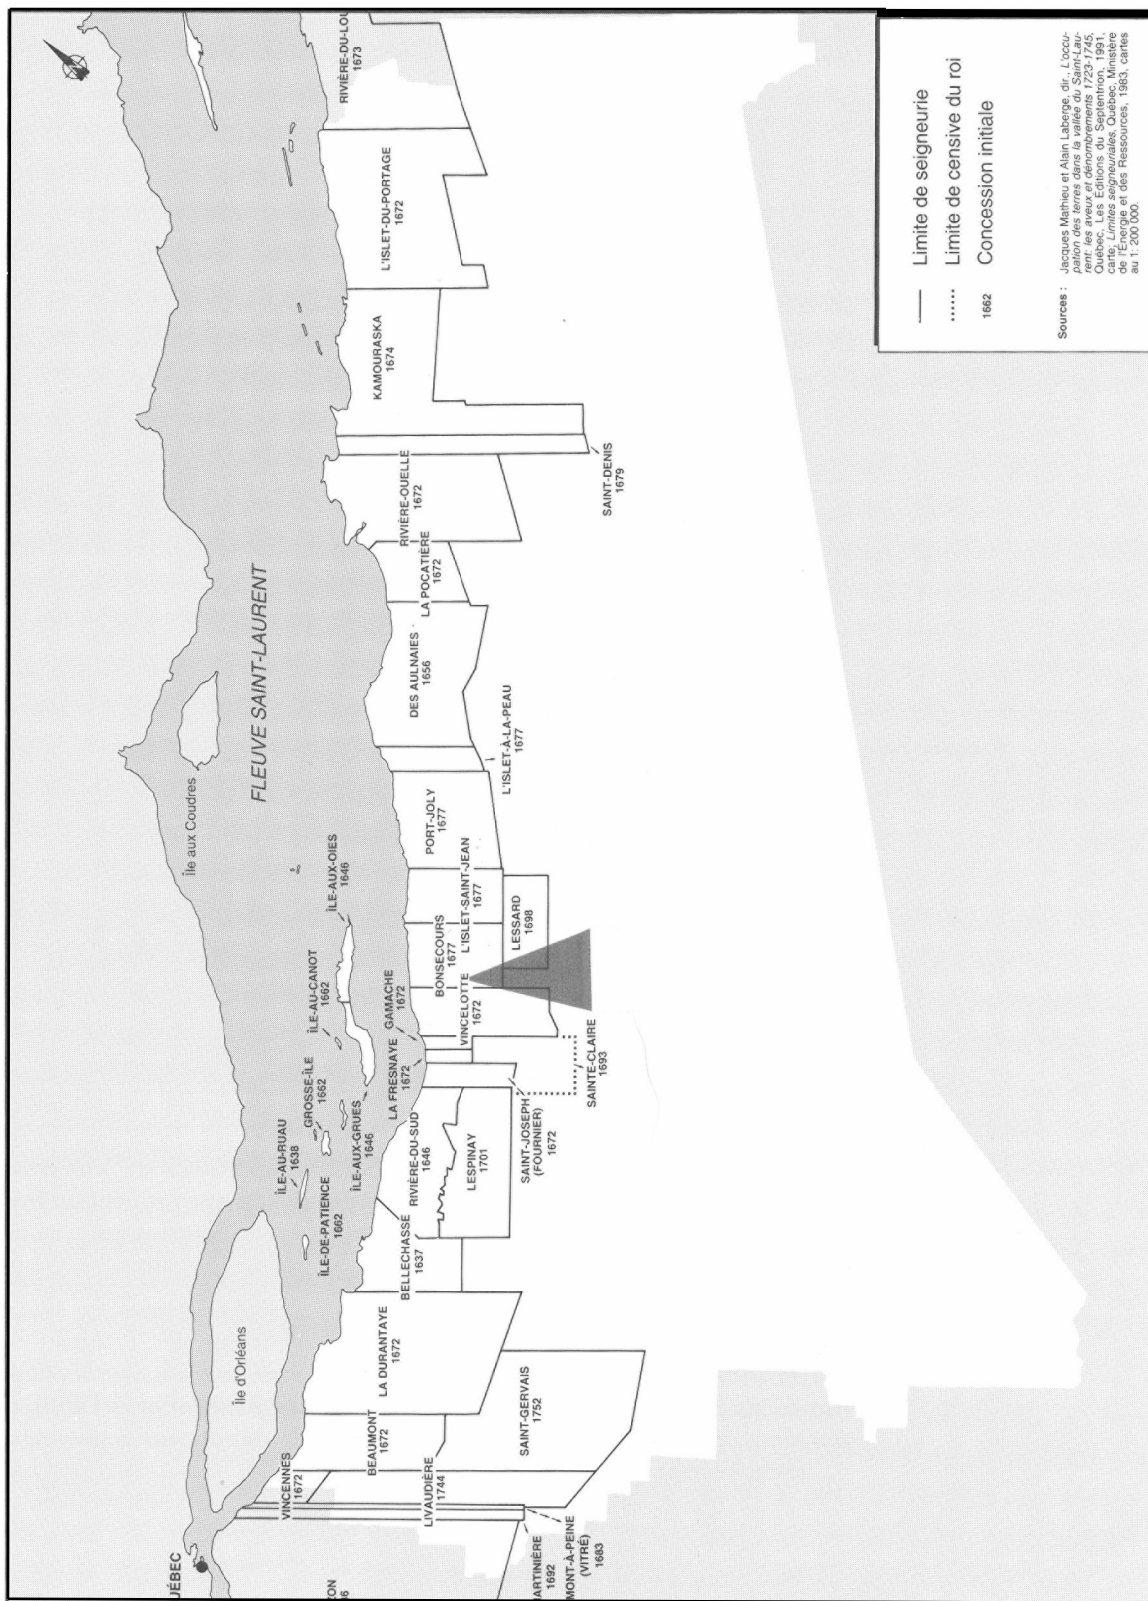 UÉBEC
Île d'Orléans
Île aux Coudres
FLEUVE SAINT-LAURENT
ÎLE-AU-RUAU
1638
ÎLE-DE-PATIENCE
1662
GROSSE-ÎLE
1662
ÎLE-AU-CANOT
1662
ÎLE-AUX-OIES
1646
ÎLE-AUX-GRUES
1646
VINCENNES
1672
BEAUMONT
1672
LA DURANTAYE
1672
BELLECHASSE
1637
RIVIÈRE-DU-SUD
1646
LA FRESNAYE
1672
GAMACHE
1672
BONSECOURS
1677
VINCELOTTE
1672
L'ISLET-SAINT-JEAN
1677
PORT-JOLY
1677
DES AULNAIES
1656
LA POCATIÈRE
1672
RIVIÈRE-OUELLE
1672
KAMOURASKA
1674
L'ISLET-DU-PORTAGE
1672
RIVIÈRE-DU-LOU
1673
LIVAUDIÈRE
1744
SAINT-GERVAIS
1752
LESPINAY
1701
SAINT-JOSEPH
(FOURNIER)
1672
SAINTE-CLAIRE
1693
LESSARD
1698
L'ISLET-À-LA-PEAU
1677
SAINT-DENIS
1679
ZON
36
ARTINIÈRE
1692
MONT-À-PEINE
(VITRÉ)
1683
Limite de seigneurie
Limite de censive du roi
1662 Concession initiale
Sources : Jacques Mathieu et Alain Laberge, dir., L'occu-
pation des terres dans la vallée du Saint-Lau-
rent: les aveux et dénombrements 1723-1745,
Québec, Les Éditions du Septentrion, 1991,
carte; Limites seigneuriales, Québec, Ministère
de l'Énergie et des Ressources, 1983, cartes
au 1: 200 000.